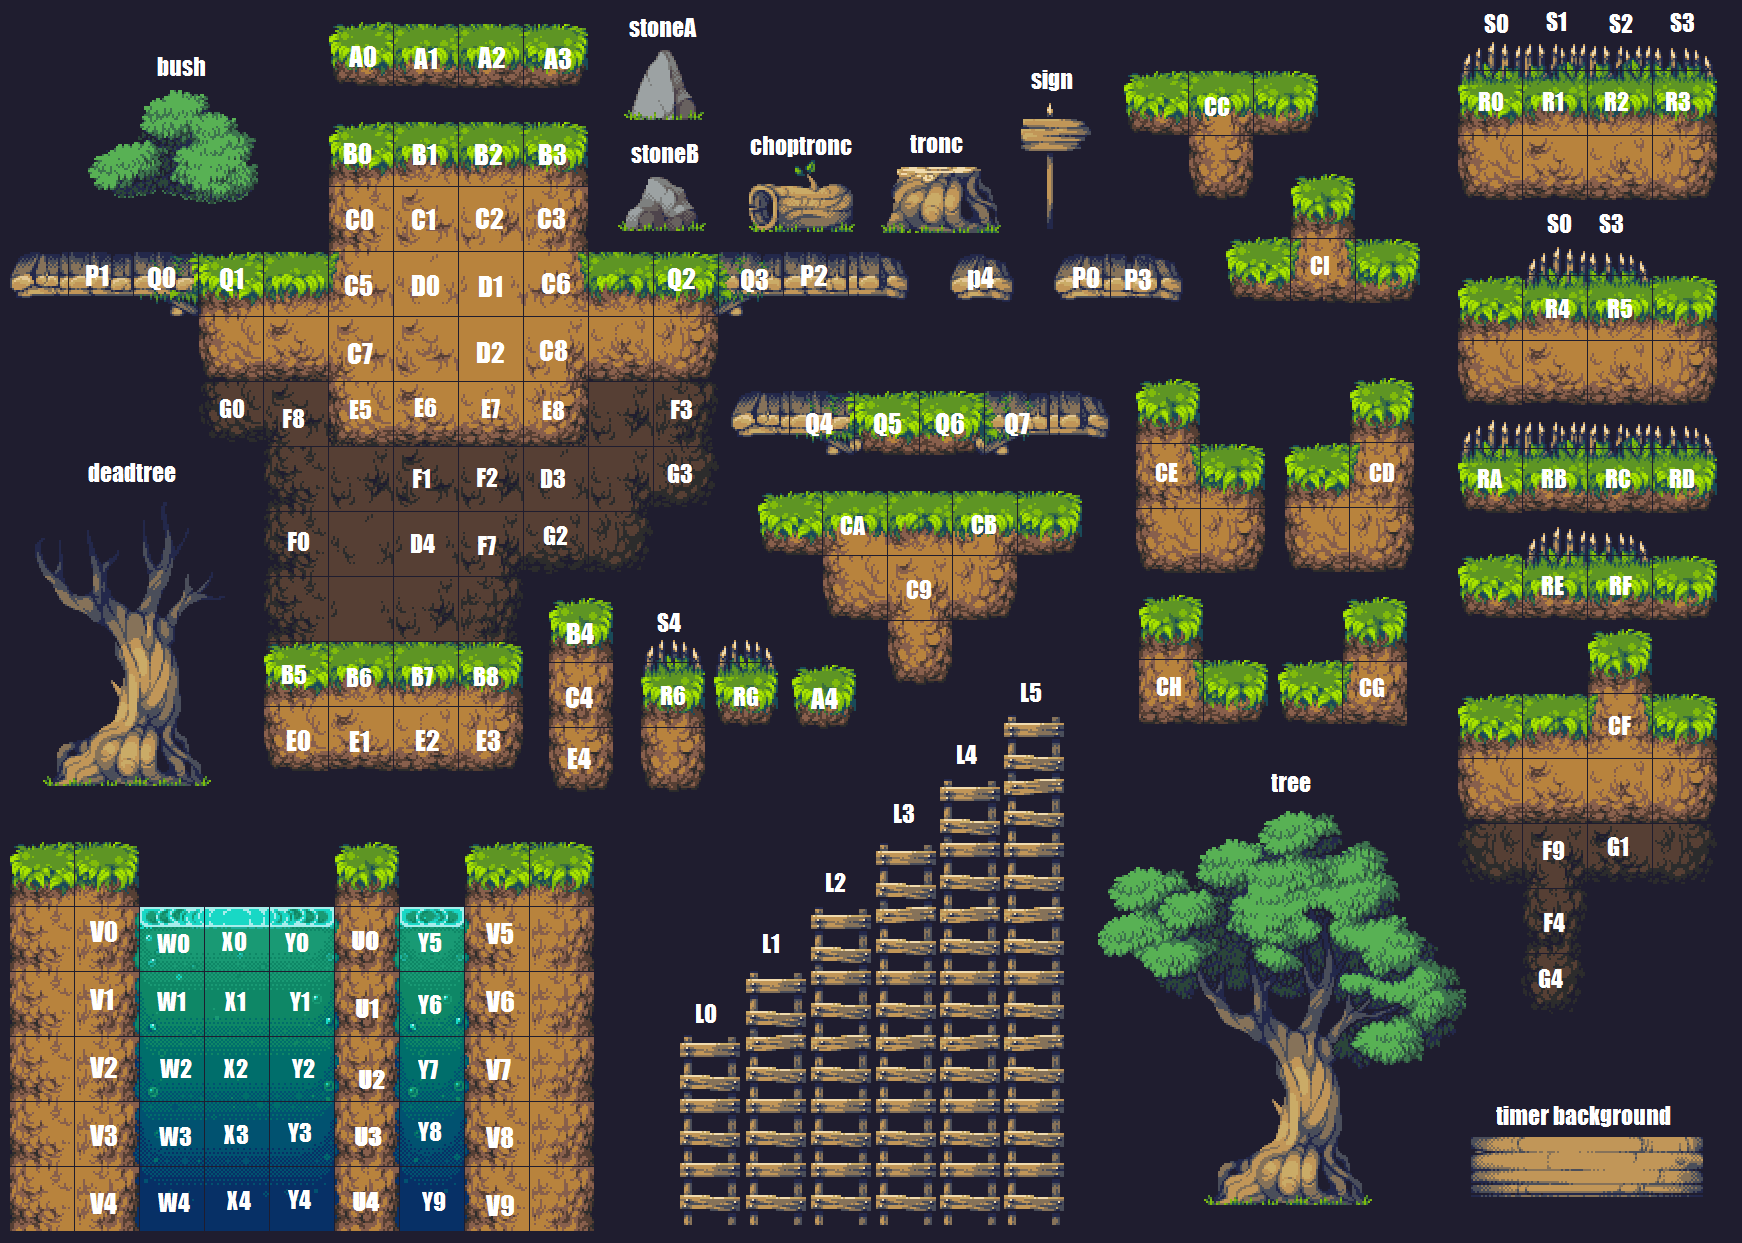 S0 S1 S2 S3
stoneA
bush
A0 A1 A2 A3
sign
CC
R0 R1 R2 R3
B0 B1 B2 B3
stoneB
choptronc
tronc
C0 C1 C2 C3
S0 S3
P1 Q0 Q1
C5 D0 D1 C6
Q2 Q3 P2
p4
P0 P3
CI
R4 R5
C7 D2 C8
G0 F8 E5 E6 E7 E8 F3
Q4 Q5 Q6 Q7
deadtree
F1 F2 D3 G3
CE
CD
RA RB RC RD
CA CB
F0 D4 F7 G2
C9
RE RF
B4
S4
B5 B6 B7 B8
C4
R6 RG A4
L5
CH
CG
E0 E1 E2 E3
E4
CF
L4
tree
L3
F9 G1
L2
V0 W0 X0 Y0 U0 Y5 V5
L1
F4
V1 W1 X1 Y1 U1 Y6 V6
G4
L0
V2 W2 X2 Y2 U2 Y7 V7
timer background
V3 W3 X3 Y3 U3 Y8 V8
V4 W4 X4 Y4 U4 Y9 V9